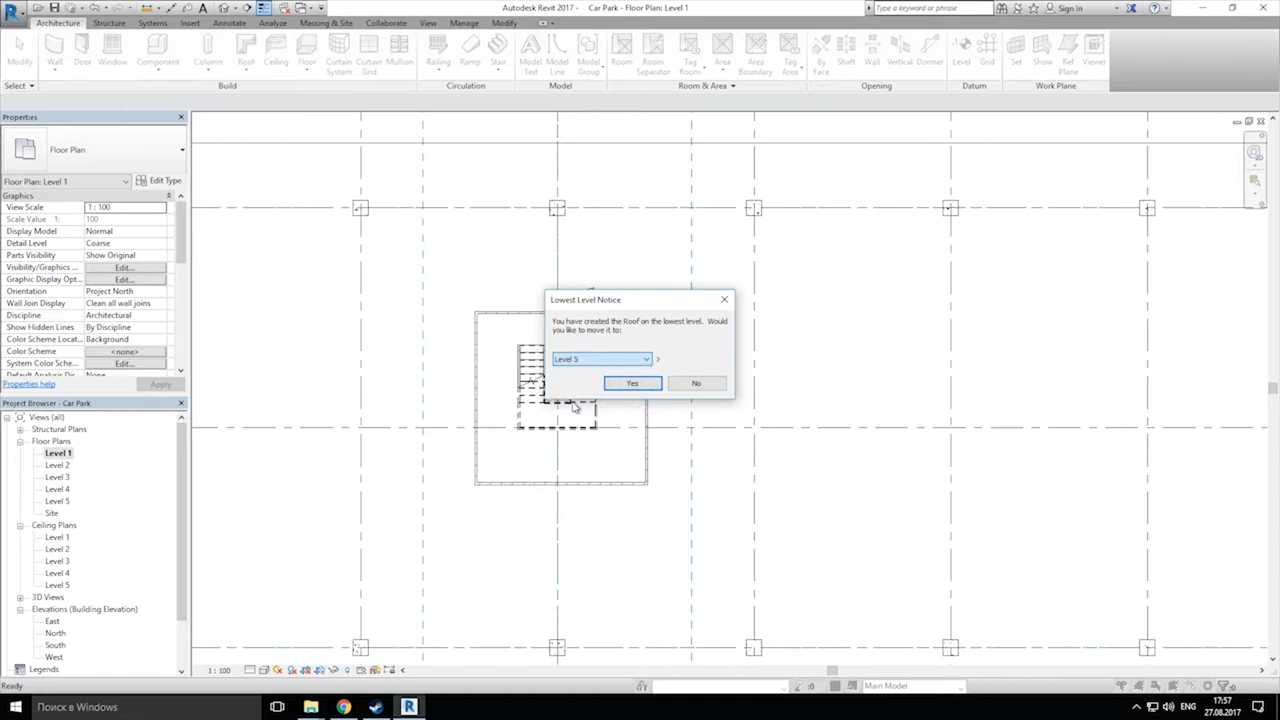 Autodesk Revit 2017 - Car Park - Floor Plan: Level 1
Type a keyword or phrase
Sign In
Architecture Structure Systems Insert Annotate Analyze Massing & Site Collaborate View Manage Modify
Modify Wall Door Window Component Column Roof Ceiling Floor Curtain System Curtain Grid Mullion Railing Ramp Stair Model Text Model Line Model Group Room Room Separator Tag Room Area Area Boundary Tag Area By Face Shaft Wall Vertical Dormer Level Grid Set Show Ref Plane Viewer
Select Build Circulation Model Room & Area Opening Datum Work Plane
Properties
Floor Plan
Floor Plan: Level 1 Edit Type
Graphics
View Scale 1 : 100
Scale Value 1: 100
Display Model Normal
Detail Level Coarse
Parts Visibility Show Original
Visibility/Graphics ... Edit...
Graphic Display Opt... Edit...
Orientation Project North
Wall Join Display Clean all wall joins
Discipline Architectural
Show Hidden Lines By Discipline
Color Scheme Locat... Background
Color Scheme <none>
System Color Sche... Edit...
Properties help Apply
Project Browser - Car Park
Views (all)
Structural Plans
Floor Plans
Level 1
Level 2
Level 3
Level 4
Level 5
Site
Ceiling Plans
Level 1
Level 2
Level 3
Level 4
Level 5
3D Views
Elevations (Building Elevation)
East
North
South
West
Legends
Lowest Level Notice
You have created the Roof on the lowest level. Would
you like to move it to:
Level 5 ?
Yes No
1 : 100
Ready :0 Main Model :0
Поиск в Windows
ENG 17:57
27.08.2017